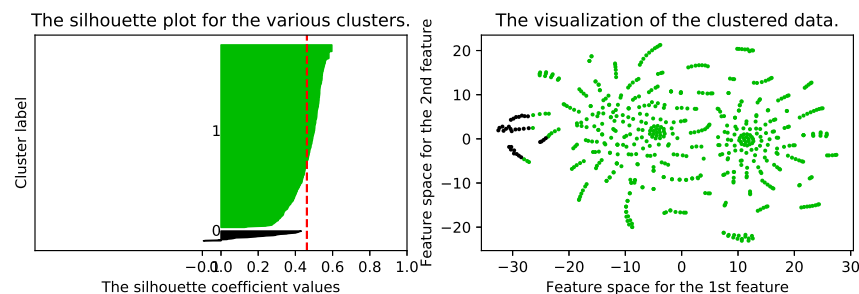 The silhouette plot for the various clusters.
Cluster label
1
0
−0.1 0.0 0.2 0.4 0.6 0.8 1.0
The silhouette coefficient values
The visualization of the clustered data.
Feature space for the 2nd feature
20
10
0
−10
−20
−30 −20 −10 0 10 20 30
Feature space for the 1st feature